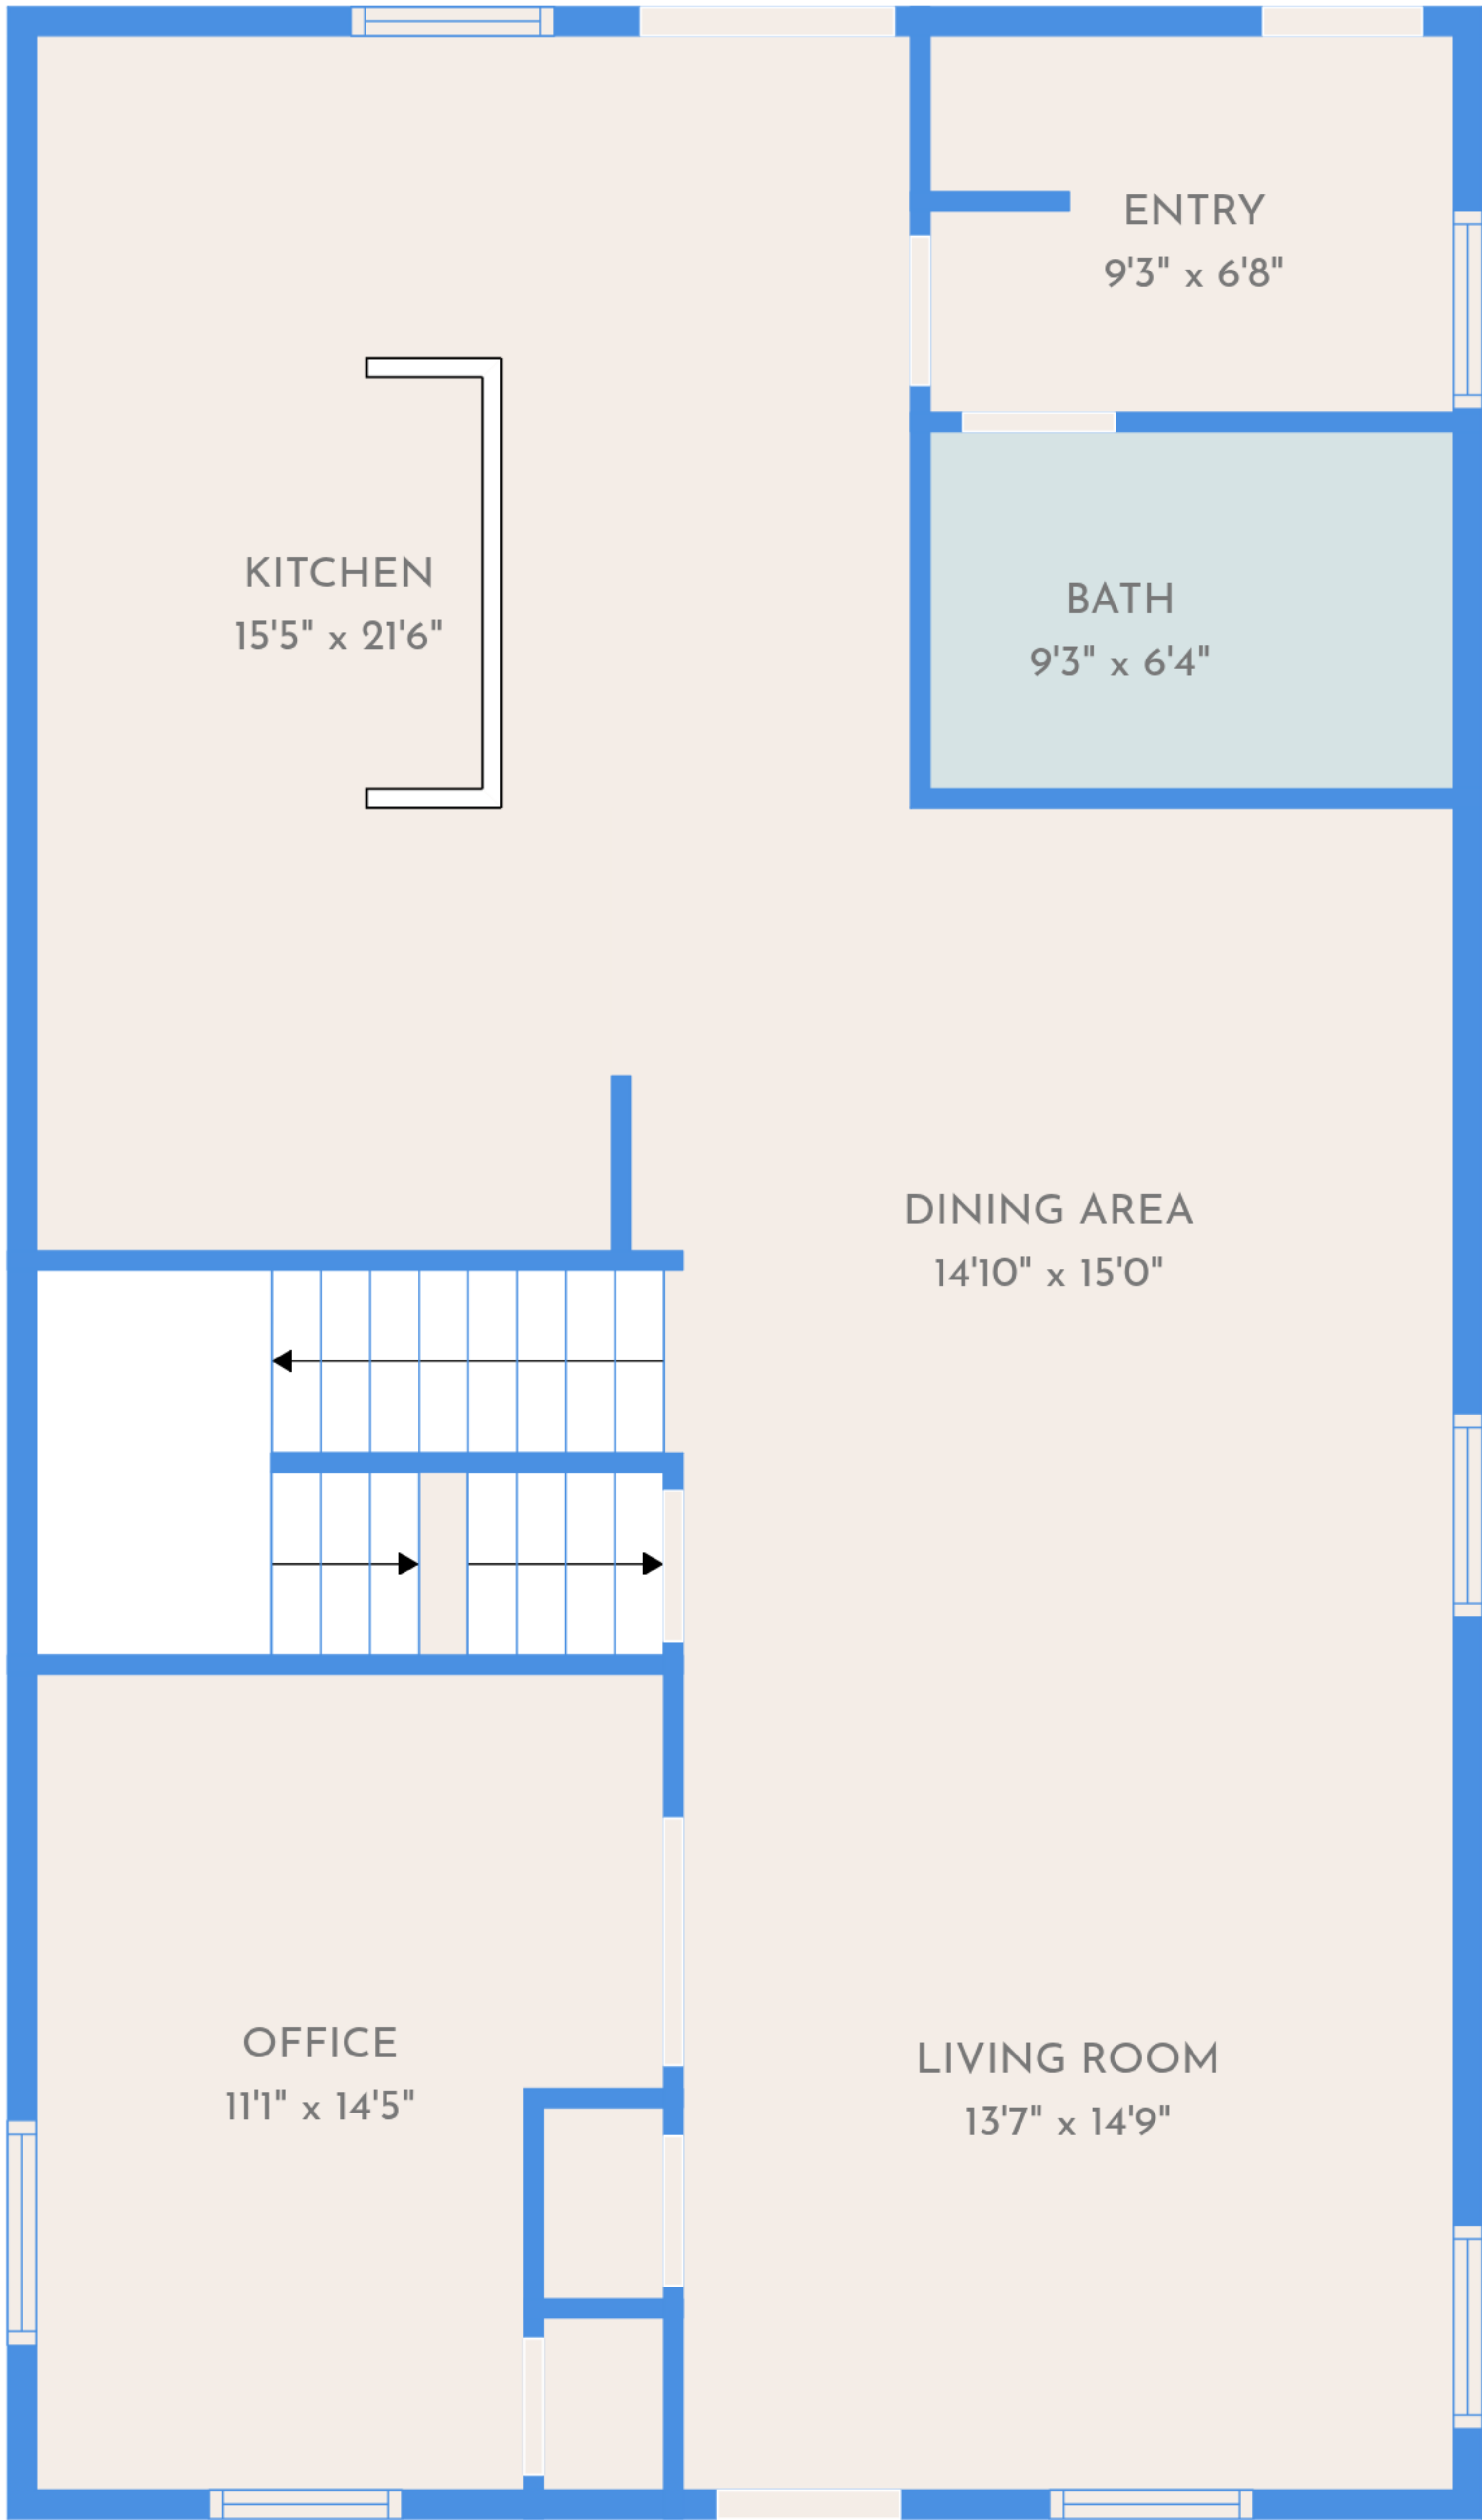 ENTRY
9'3" x 6'8"
KITCHEN
15'5" x 21'6"
BATH
9'3" x 6'4"
DINING AREA
14'10" x 15'0"
OFFICE
11'1" x 14'5"
LIVING ROOM
13'7" x 14'9"